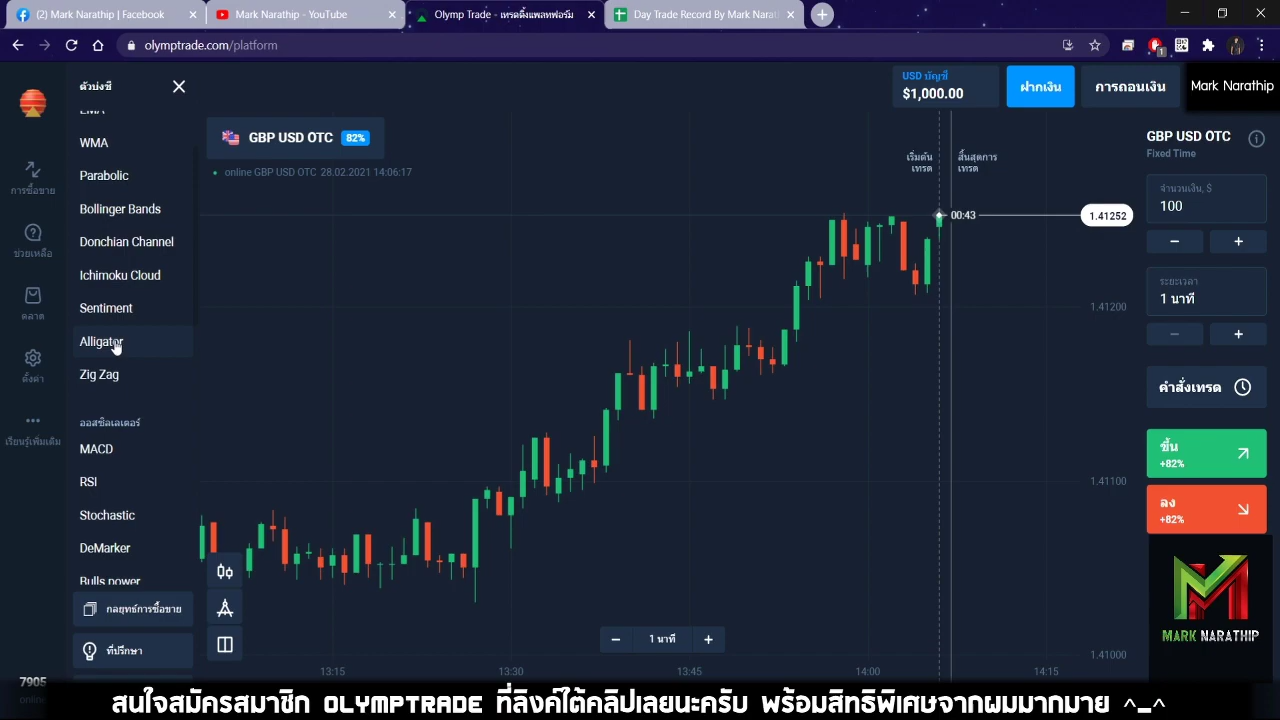 (2) Mark Narathip | Facebook
Mark Narathip - YouTube
Olymp Trade - เทรดดิ้งแพลทฟอร์ม
Day Trade Record By Mark Narat
olymptrade.com/platform
ตัวบ่งชี้
EMA
WMA
Parabolic
Bollinger Bands
Donchian Channel
Ichimoku Cloud
Sentiment
Alligator
Zig Zag
ออสซิลเลเตอร์
MACD
RSI
Stochastic
DeMarker
Bulls power
กลยุทธ์การซื้อขาย
ที่ปรึกษา
การซื้อขาย
ช่วยเหลือ
ตลาด
ตั้งค่า
เรียนรู้เพิ่มเติม
7905
online
GBP USD OTC 82%
online GBP USD OTC 28.02.2021 14:06:17
USD บัญชี
$1,000.00
ฝากเงิน
การถอนเงิน
Mark Narathip
เริ่มต้น
เทรด
สิ้นสุดการ
เทรด
00:43
1.41252
1.41200
1.41100
1.41000
1 นาที
13:15 13:30 13:45 14:00 14:15
GBP USD OTC
Fixed Time
จำนวนเงิน, $
100
ระยะเวลา
1 นาที
คำสั่งเทรด
ขึ้น
+82%
ลง
+82%
MARK NARATHIP
สนใจสมัครสมาชิก OLYMPTRADE ที่ลิงค์ใต้คลิปเลยนะครับ พร้อมสิทธิพิเศษจากผมมากมาย ^_^